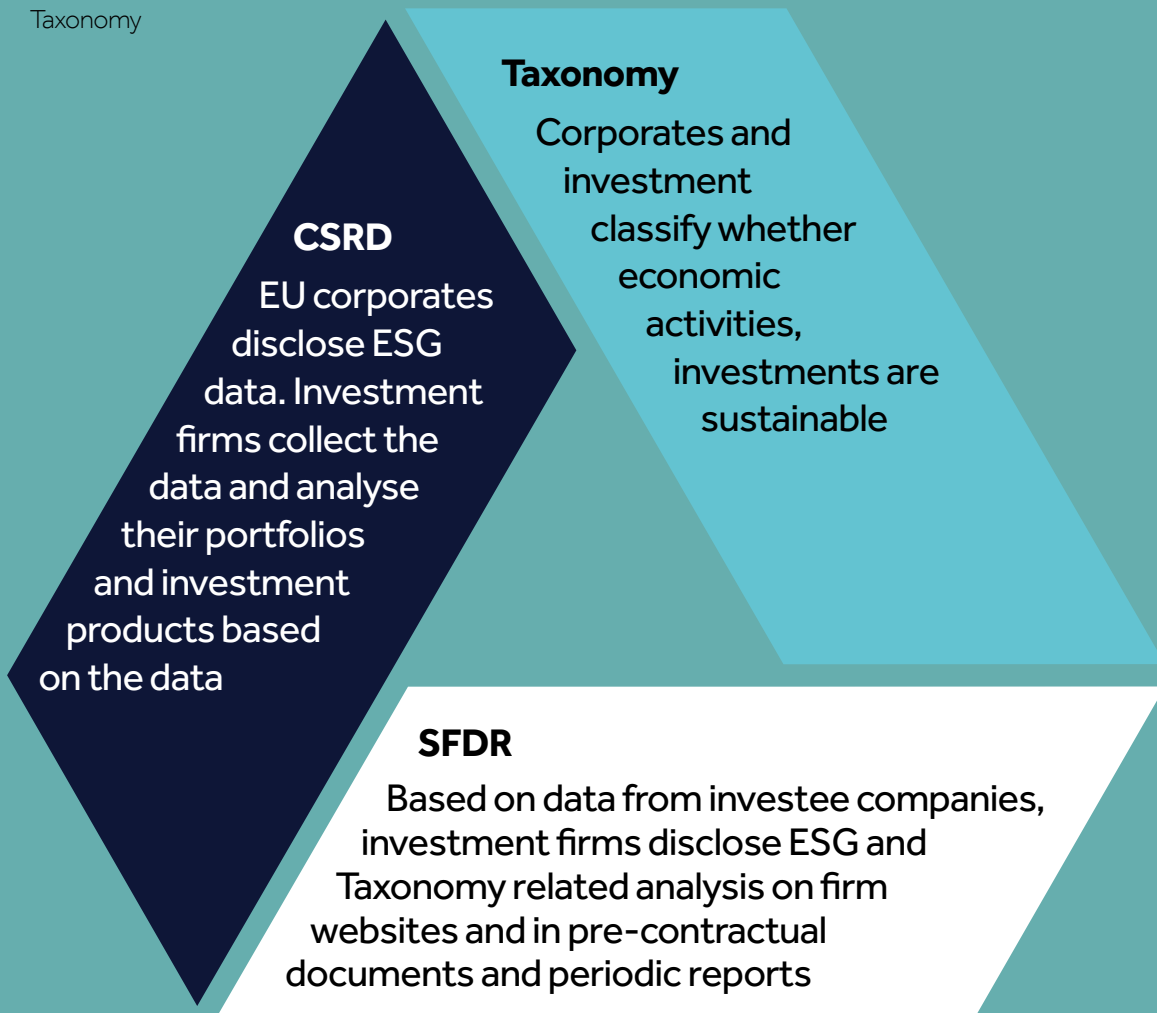 Taxonomy
Taxonomy
Corporates and
investment
classify whether
economic
activities,
investments are
sustainable
CSRD
EU corporates
disclose ESG
data. Investment
firms collect the
data and analyse
their portfolios
and investment
products based
on the data
SFDR
Based on data from investee companies,
investment firms disclose ESG and
Taxonomy related analysis on firm
websites and in pre-contractual
documents and periodic reports